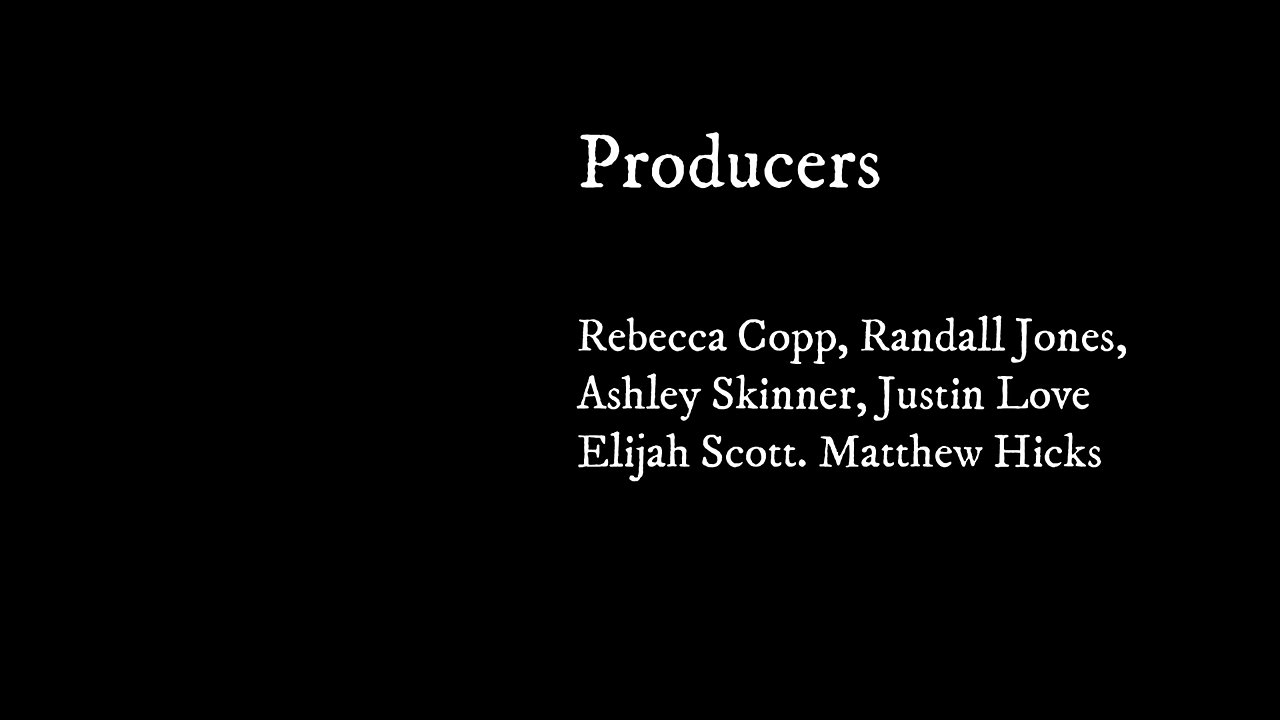 Producers
Rebecca Copp, Randall Jones,
Ashley Skinner, Justin Love
Elijah Scott. Matthew Hicks